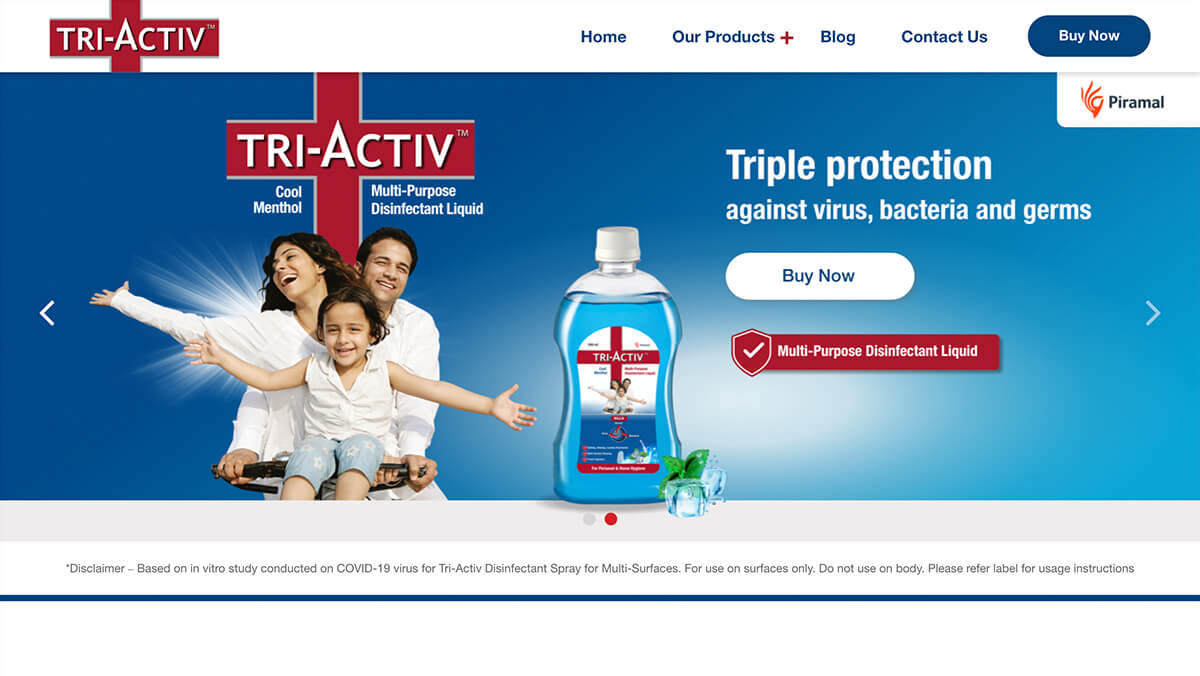 TRI-ACTIV™
Home
Our Products +
Blog
Contact Us
Buy Now
Piramal
TRI-ACTIV™
Cool
Menthol
Multi-Purpose
Disinfectant Liquid
Triple protection
against virus, bacteria and germs
Buy Now
Multi-Purpose Disinfectant Liquid
TRI-ACTIV
Cool
Menthol
Multi-Purpose
Disinfectant Liquid
For Personal & Home Hygiene
*Disclaimer – Based on in vitro study conducted on COVID-19 virus for Tri-Activ Disinfectant Spray for Multi-Surfaces. For use on surfaces only. Do not use on body. Please refer label for usage instructions